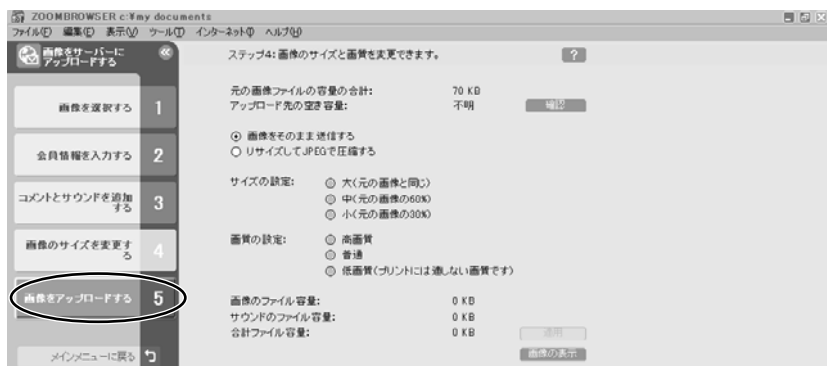 ZOOMBROWSER c:¥my documents
ファイル(F) 編集(E) 表示(V) ツール(T) インターネット(I) ヘルプ(H)
画像をサーバーに
アップロードする
ステップ4:画像のサイズと画質を変更できます。
?
画像を選択する 1
会員情報を入力する 2
コメントとサウンドを追加
する 3
画像のサイズを変更す
る 4
画像をアップロードする 5
メインメニューに戻る
元の画像ファイルの容量の合計: 70 KB
アップロード先の空き容量: 不明 確認
画像をそのまま送信する
リサイズしてJPEGで圧縮する
サイズの設定: 大(元の画像と同じ)
中(元の画像の60%)
小(元の画像の30%)
画質の設定: 高画質
普通
低画質(プリントには適しない画質です)
画像のファイル容量: 0 KB
サウンドのファイル容量: 0 KB
合計ファイル容量: 0 KB 適用
画像の表示